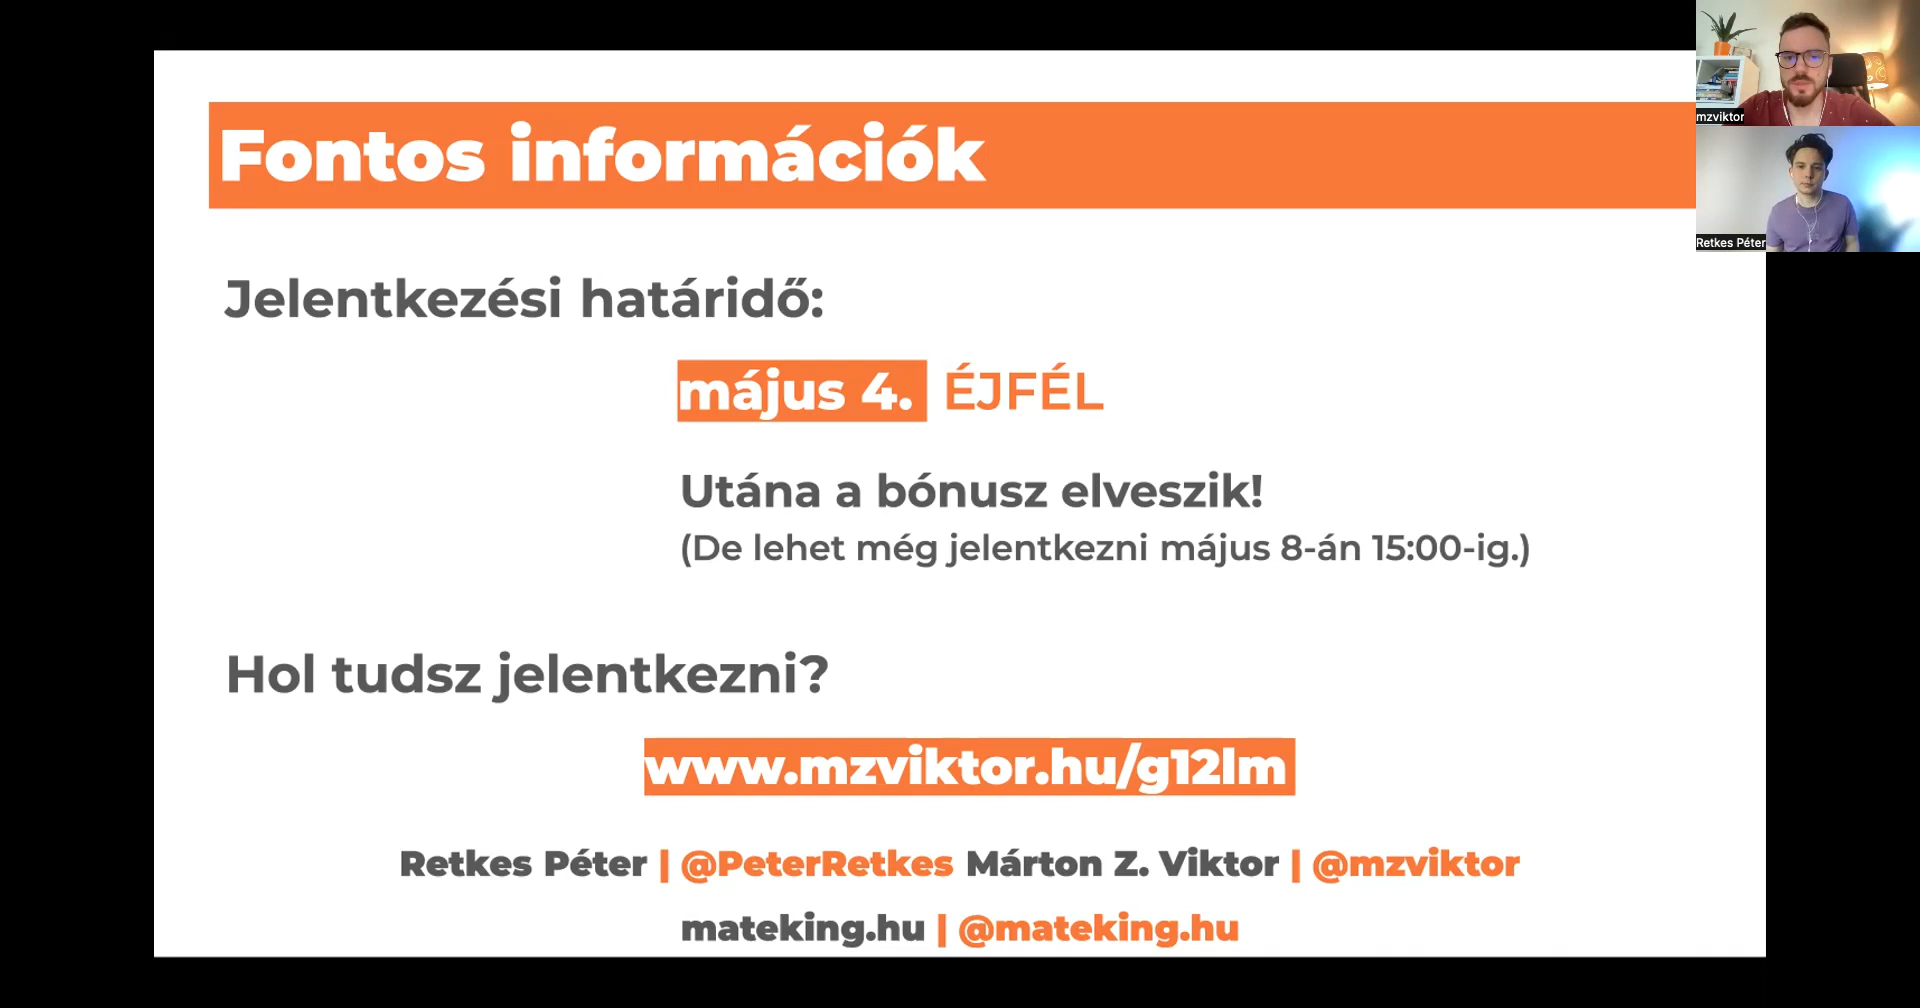 Fontos információk
Jelentkezési határidő:
május 4. ÉJFÉL
Utána a bónusz elveszik!
(De lehet még jelentkezni május 8-án 15:00-ig.)
Hol tudsz jelentkezni?
www.mzviktor.hu/g12lm
Retkes Péter | @PeterRetkes Márton Z. Viktor | @mzviktor
mateking.hu | @mateking.hu
mzviktor
Retkes Péter